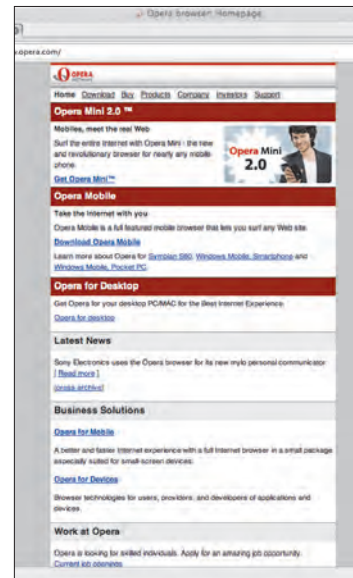 Opera browser: Homepage
.opera.com/
OPERA
SOFTWARE
Home Download Buy Products Company Investors Support
Opera Mini 2.0 ™
Mobiles, meet the real Web
Surf the entire Internet with Opera Mini - the new
and revolutionary browser for nearly any mobile
phone.
Get Opera Mini™
Opera Mini
2.0
Opera Mobile
Take the Internet with you
Opera Mobile is a full featured mobile browser that lets you surf any Web site.
Download Opera Mobile
Learn more about Opera for Symbian S60, Windows Mobile, Smartphone and
Windows Mobile, Pocket PC.
Opera for Desktop
Get Opera for your desktop PC/MAC for the Best Internet Experience.
Opera for desktop
Latest News
Sony Electronics uses the Opera browser for its new mylo personal communicator
[ Read more ]
(press archive)
Business Solutions
Opera for Mobile
A better and faster Internet experience with a full Internet browser in a small package
especially suited for small-screen devices.
Opera for Devices
Browser technologies for users, providers, and developers of applications and
devices.
Work at Opera
Opera is looking for skilled individuals. Apply for an amazing job opportunity.
Current job openings